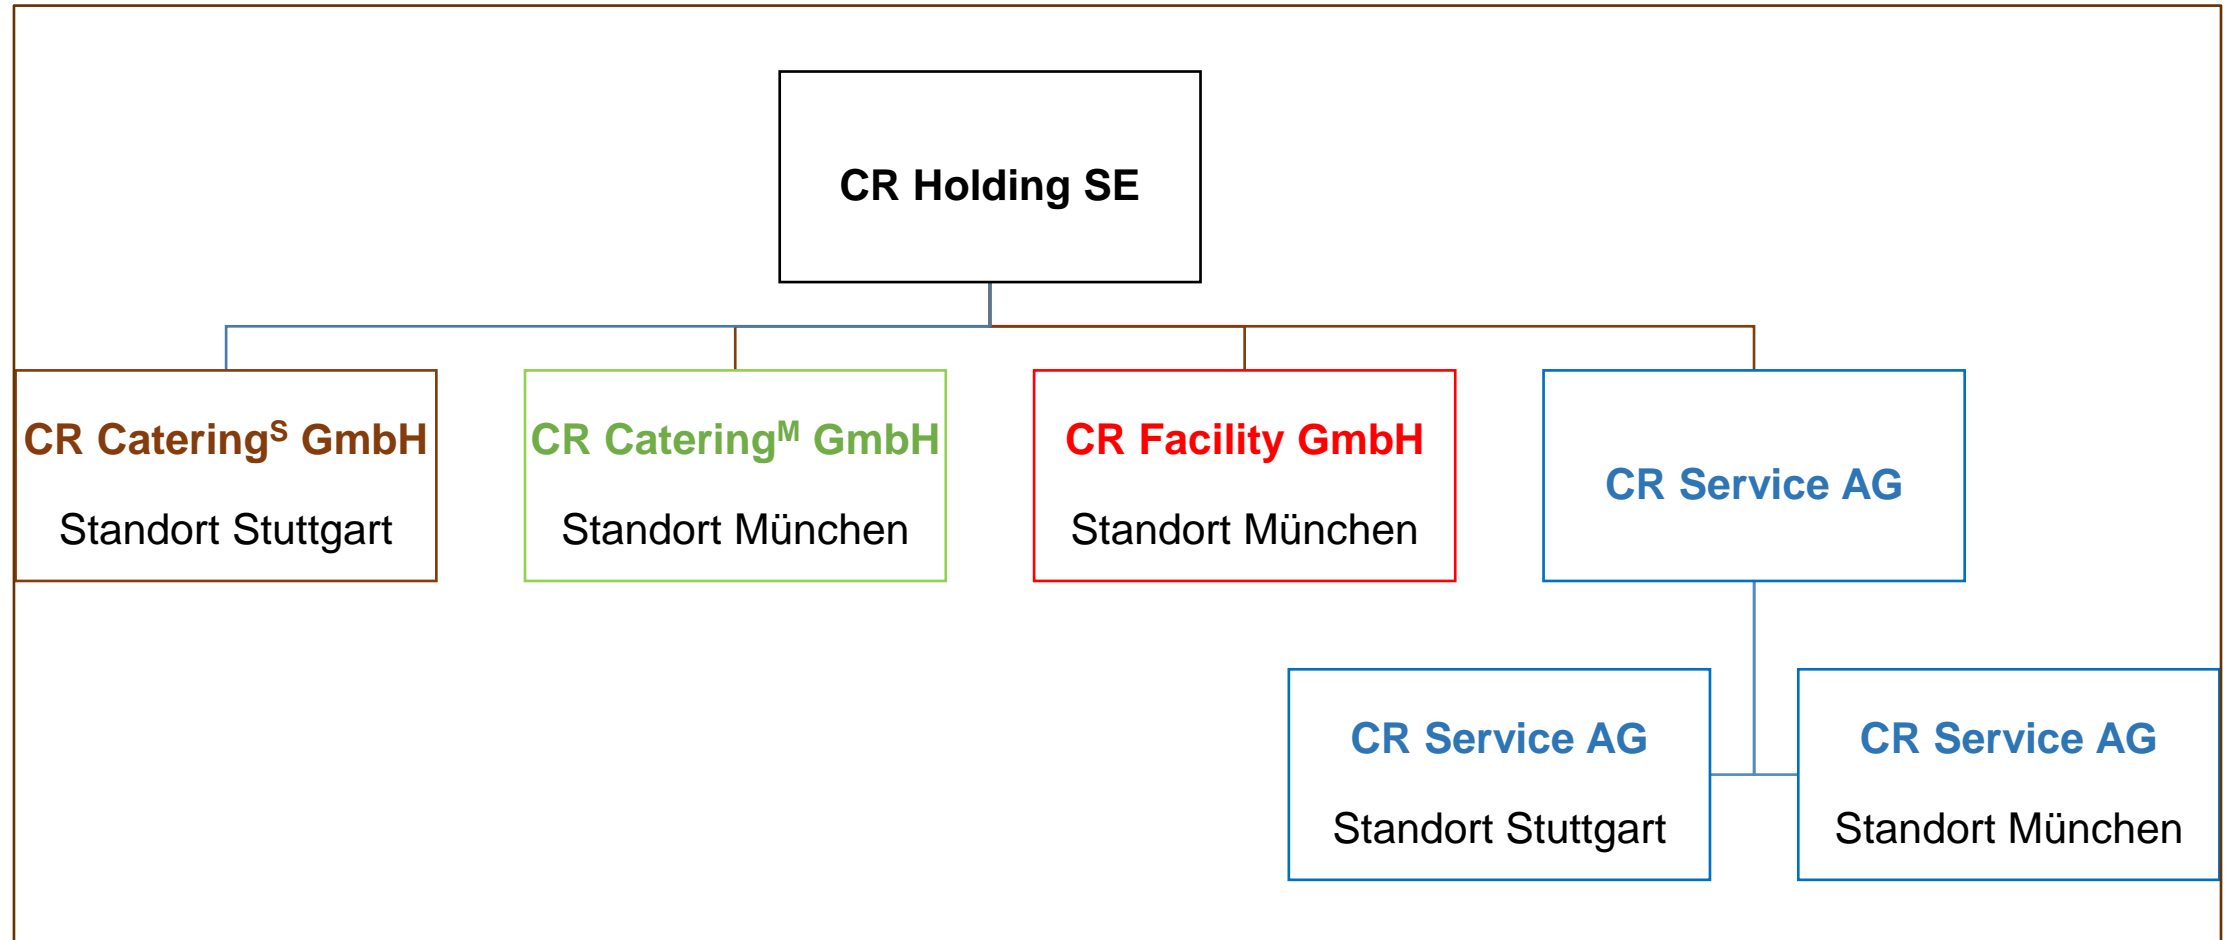 CR Holding SE
CR Catering^S GmbH
Standort Stuttgart
CR Catering^M GmbH
Standort München
CR Facility GmbH
Standort München
CR Service AG
CR Service AG
Standort Stuttgart
CR Service AG
Standort München